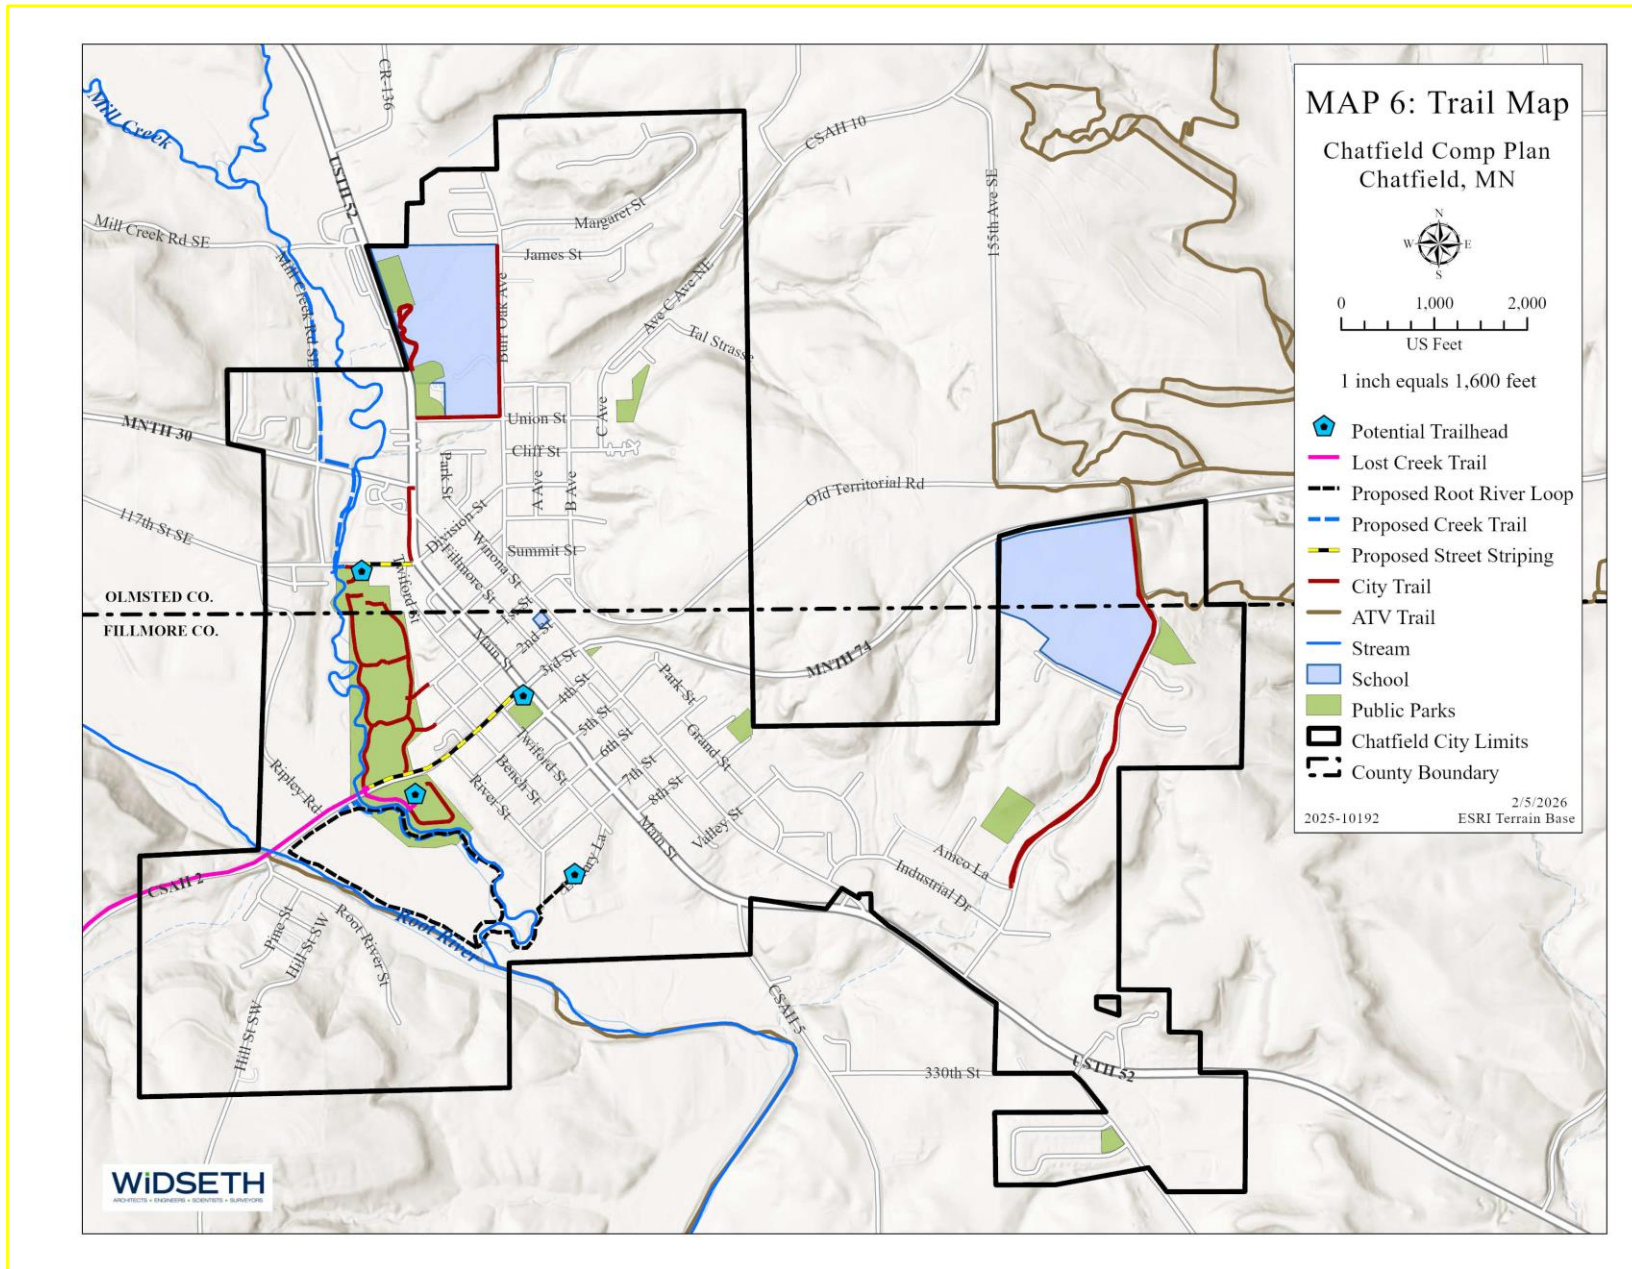 MAP 6: Trail Map
Chatfield Comp Plan
Chatfield, MN
N
W
E
S
0
1,000
2,000
US Feet
1 inch equals 1,600 feet
Potential Trailhead
Lost Creek Trail
Proposed Root River Loop
Proposed Creek Trail
Proposed Street Striping
City Trail
ATV Trail
Stream
School
Public Parks
Chatfield City Limits
County Boundary
2/5/2026
2025-10192
ESRI Terrain Base
Mill Creek
CR-136
USTH 52
CSAH 10
155th Ave SE
Mill Creek Rd SE
Margaret St
James St
Mill Creek Rd SE
Burr Oak Ave
Ave C Ave NE
Tal Strasse
MNTH 30
Union St
C Ave
Cliff St
Park St
A Ave
B Ave
Old Territorial Rd
117th St SE
Division St
Winona St
Summit St
Fillmore St
Twiford St
OLMSTED CO.
FILLMORE CO.
1st St
2nd St
Main St
3rd St
MNTH 74
Park St
4th St
5th St
Grand St
6th St
Twiford St
Bench St
7th St
Ripley Rd
River St
8th St
Valley St
Main St
Amco La
Industrial Dr
CSAH 2
Pine St
Hill St SW
Root River St
Root River
Hill St SW
CSAH 5
330th St
USTH 52
WiDSETH
ARCHITECTS • ENGINEERS • SCIENTISTS • SURVEYORS